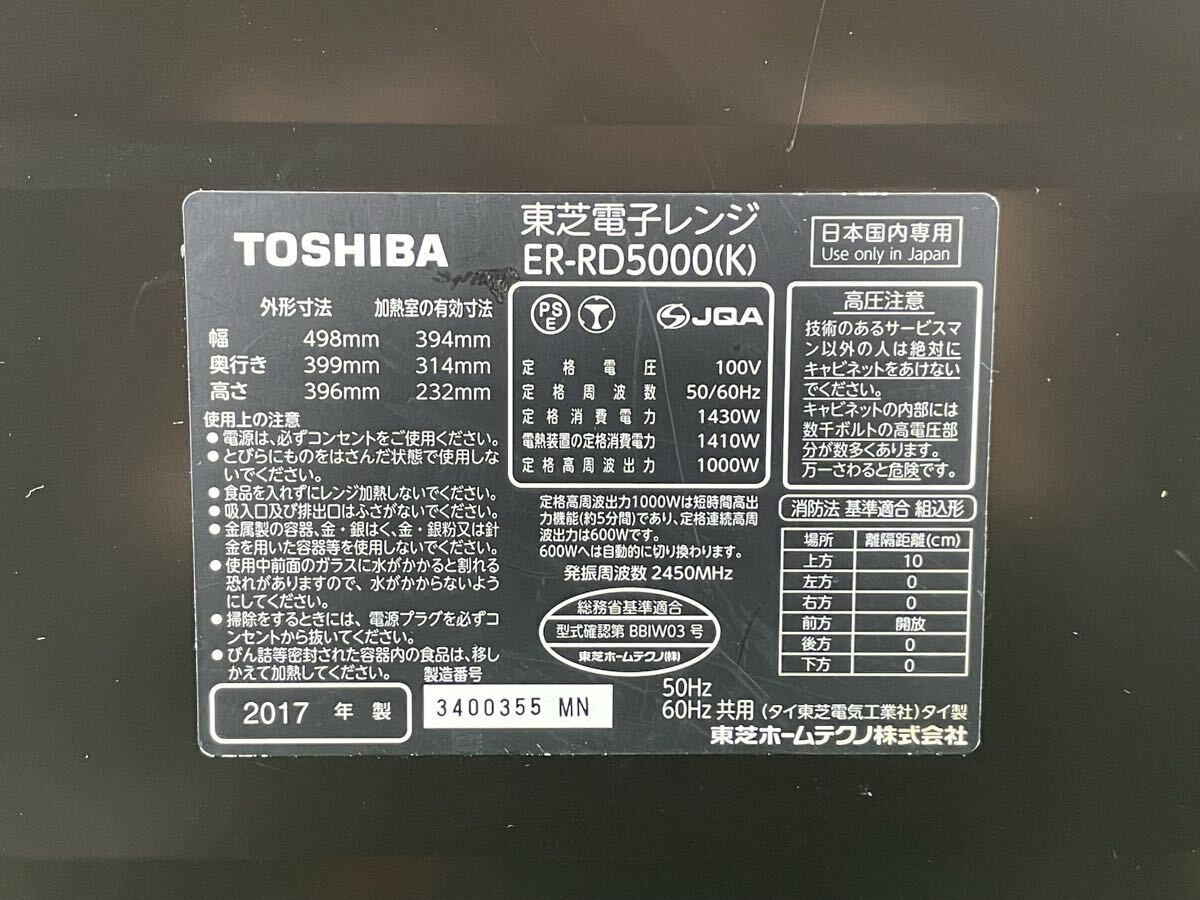 TOSHIBA
東芝電子レンジ
ER-RD5000(K)
日本国内専用
Use only in Japan
外形寸法 加熱室の有効寸法
幅 498mm 394mm
奥行き 399mm 314mm
高さ 396mm 232mm
使用上の注意
●電源は、必ずコンセントをご使用ください。
●とびらにものをはさんだ状態で使用しな
いでください。
●食品を入れずにレンジ加熱しないでください。
●吸入口及び排出口はふさがないでください。
●金属製の容器、金・銀はく、金・銀粉又は針
金を用いた容器等を使用しないでください。
●使用中前面のガラスに水がかかると割れる
恐れがありますので、水がかからないよう
にしてください。
●掃除をするときには、電源プラグを必ずコ
ンセントから抜いてください。
●びん詰等密封された容器内の食品は、移し
かえて加熱してください。
2017 年 製
製造番号
3400355 MN
PS
E
JQA
定格電圧 100V
定格周波数 50/60Hz
定格消費電力 1430W
電熱装置の定格消費電力 1410W
定格高周波出力 1000W
定格高周波出力1000Wは短時間高出
力機能(約5分間)であり、定格連続高周
波出力は600Wです。
600Wへは自動的に切り換わります。
発振周波数 2450MHz
総務省基準適合
型式確認第 BBIW03 号
東芝ホームテクノ(株)
高圧注意
技術のあるサービスマ
ン以外の人は絶対に
キャビネットをあけない
でください。
キャビネットの内部には
数千ボルトの高電圧部
分が数多くあります。
万一さわると危険です。
消防法 基準適合 組込形
場所 離隔距離(cm)
上方 10
左方 0
右方 0
前方 開放
後方 0
下方 0
50Hz
60Hz 共用 (タイ東芝電気工業社)タイ製
東芝ホームテクノ株式会社